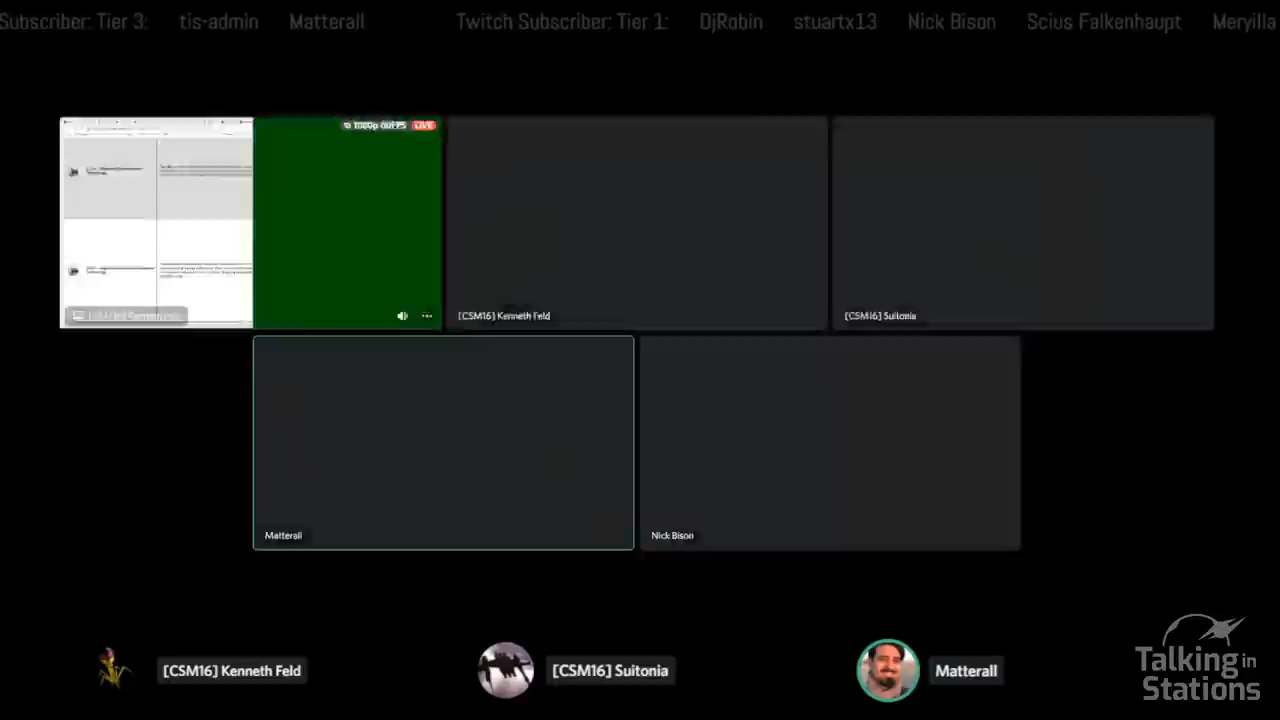 Subscriber: Tier 3: tis-admin Matterall Twitch Subscriber: Tier 1: DjRobin stuartx13 Nick Bison Scius Falkenhaupt Meryilla
LIVE
[CSM16] Kenneth Feld
[CSM16] Suitonia
Matterall
Nick Bison
[CSM16] Kenneth Feld
[CSM16] Suitonia
Matterall
Talking in
Stations